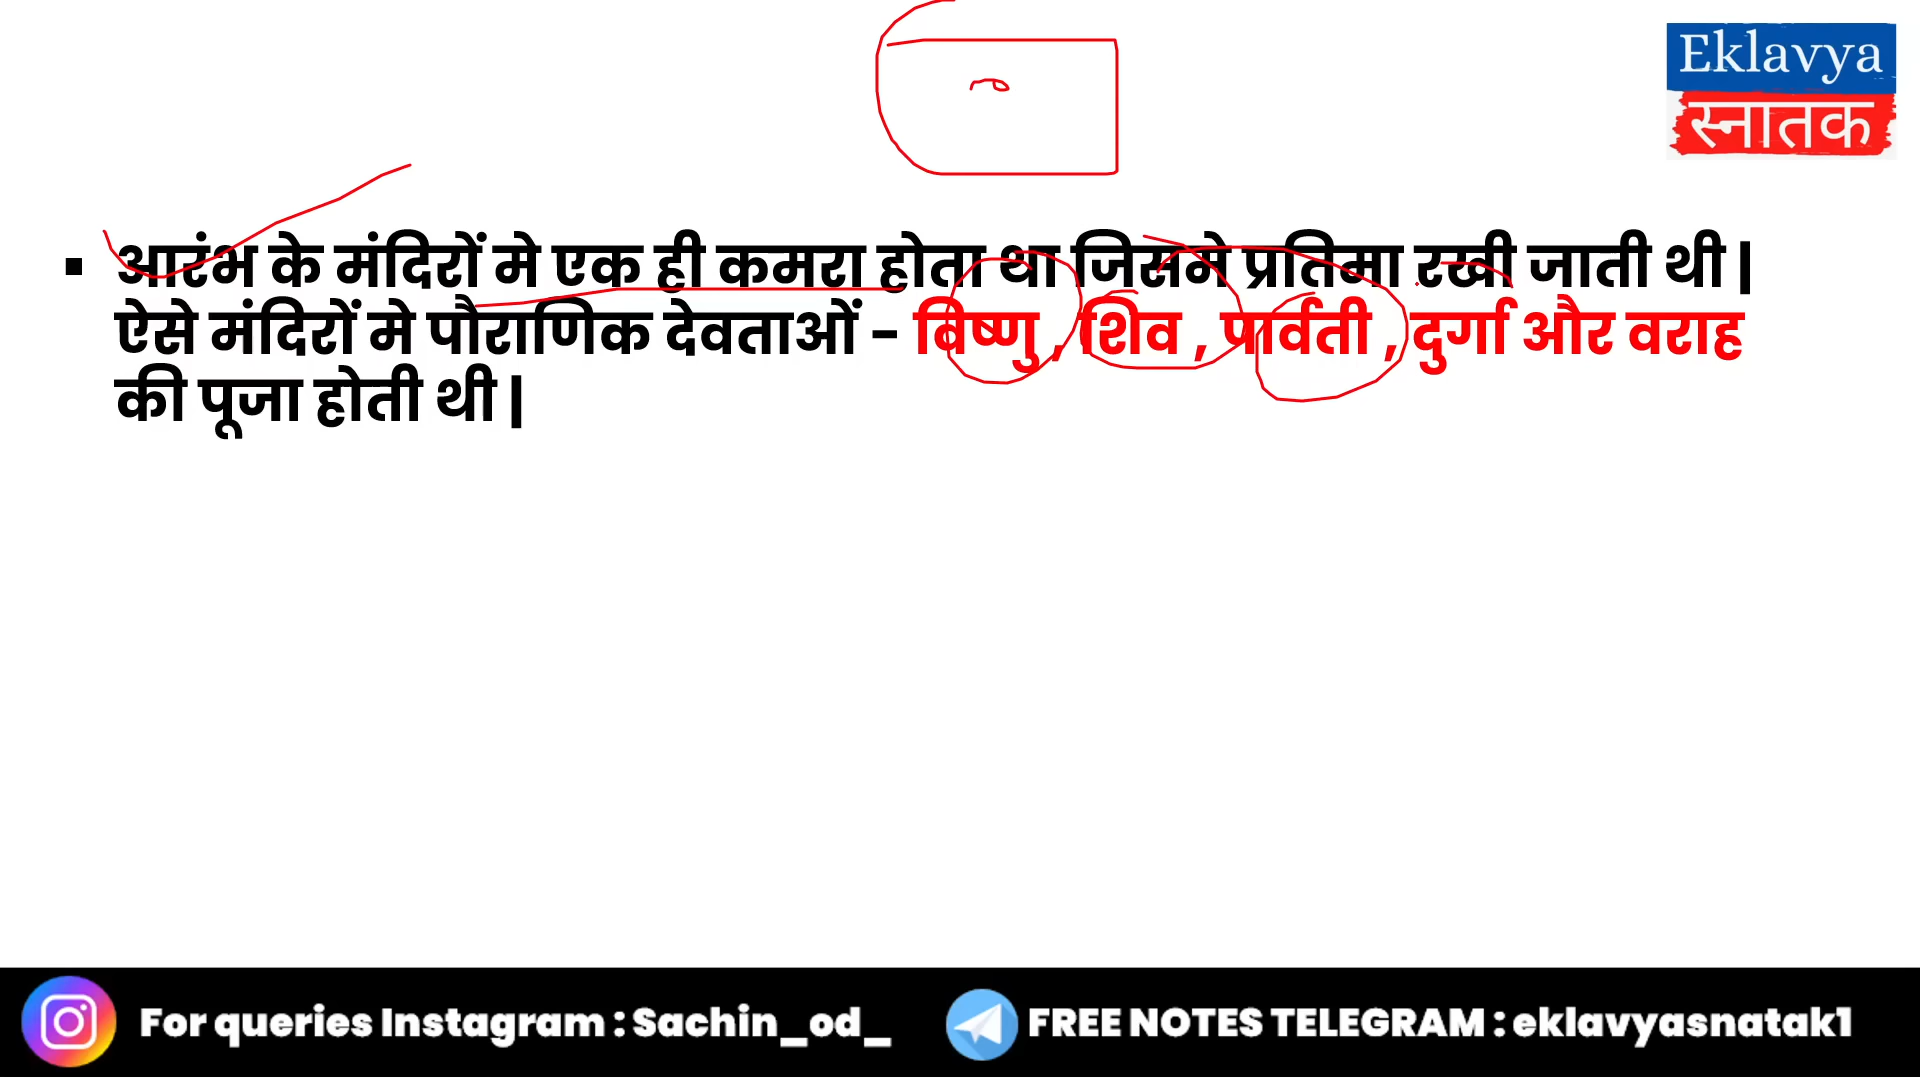 Eklavya
स्नातक
▪ आरंभ के मंदिरों मे एक ही कमरा होता था जिसमे प्रतिमा रखी जाती थी |
ऐसे मंदिरों मे पौराणिक देवताओं - विष्णु , शिव , पार्वती , दुर्गा और वराह
की पूजा होती थी |
For queries Instagram : Sachin__od_
FREE NOTES TELEGRAM : eklavyasnatak1